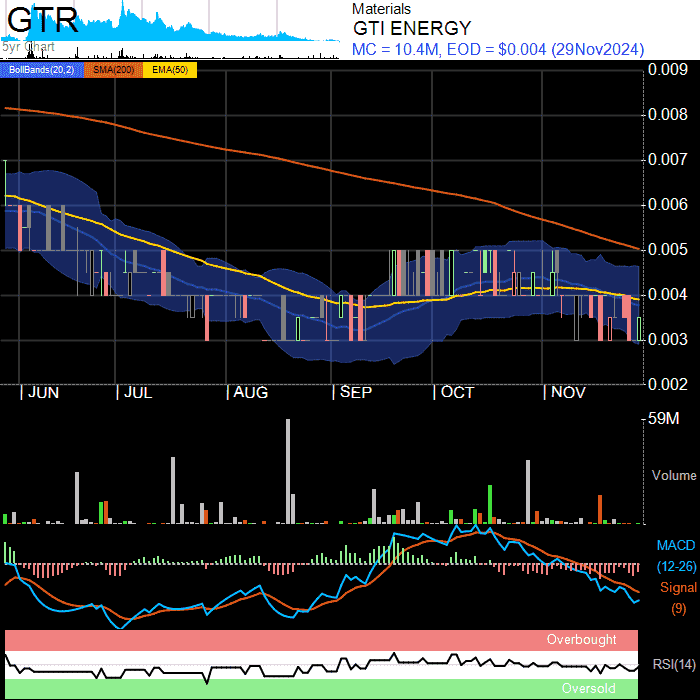 GTR
5yr Chart
Materials
GTI ENERGY
MC = 10.4M, EOD = $0.004 (29Nov2024)
BollBands(20,2) SMA(200) EMA(50)
0.009
0.008
0.007
0.006
0.005
0.004
0.003
0.002
JUN JUL AUG SEP OCT NOV
59M
Volume
MACD
(12-26)
Signal
(9)
Overbought
RSI(14)
Oversold